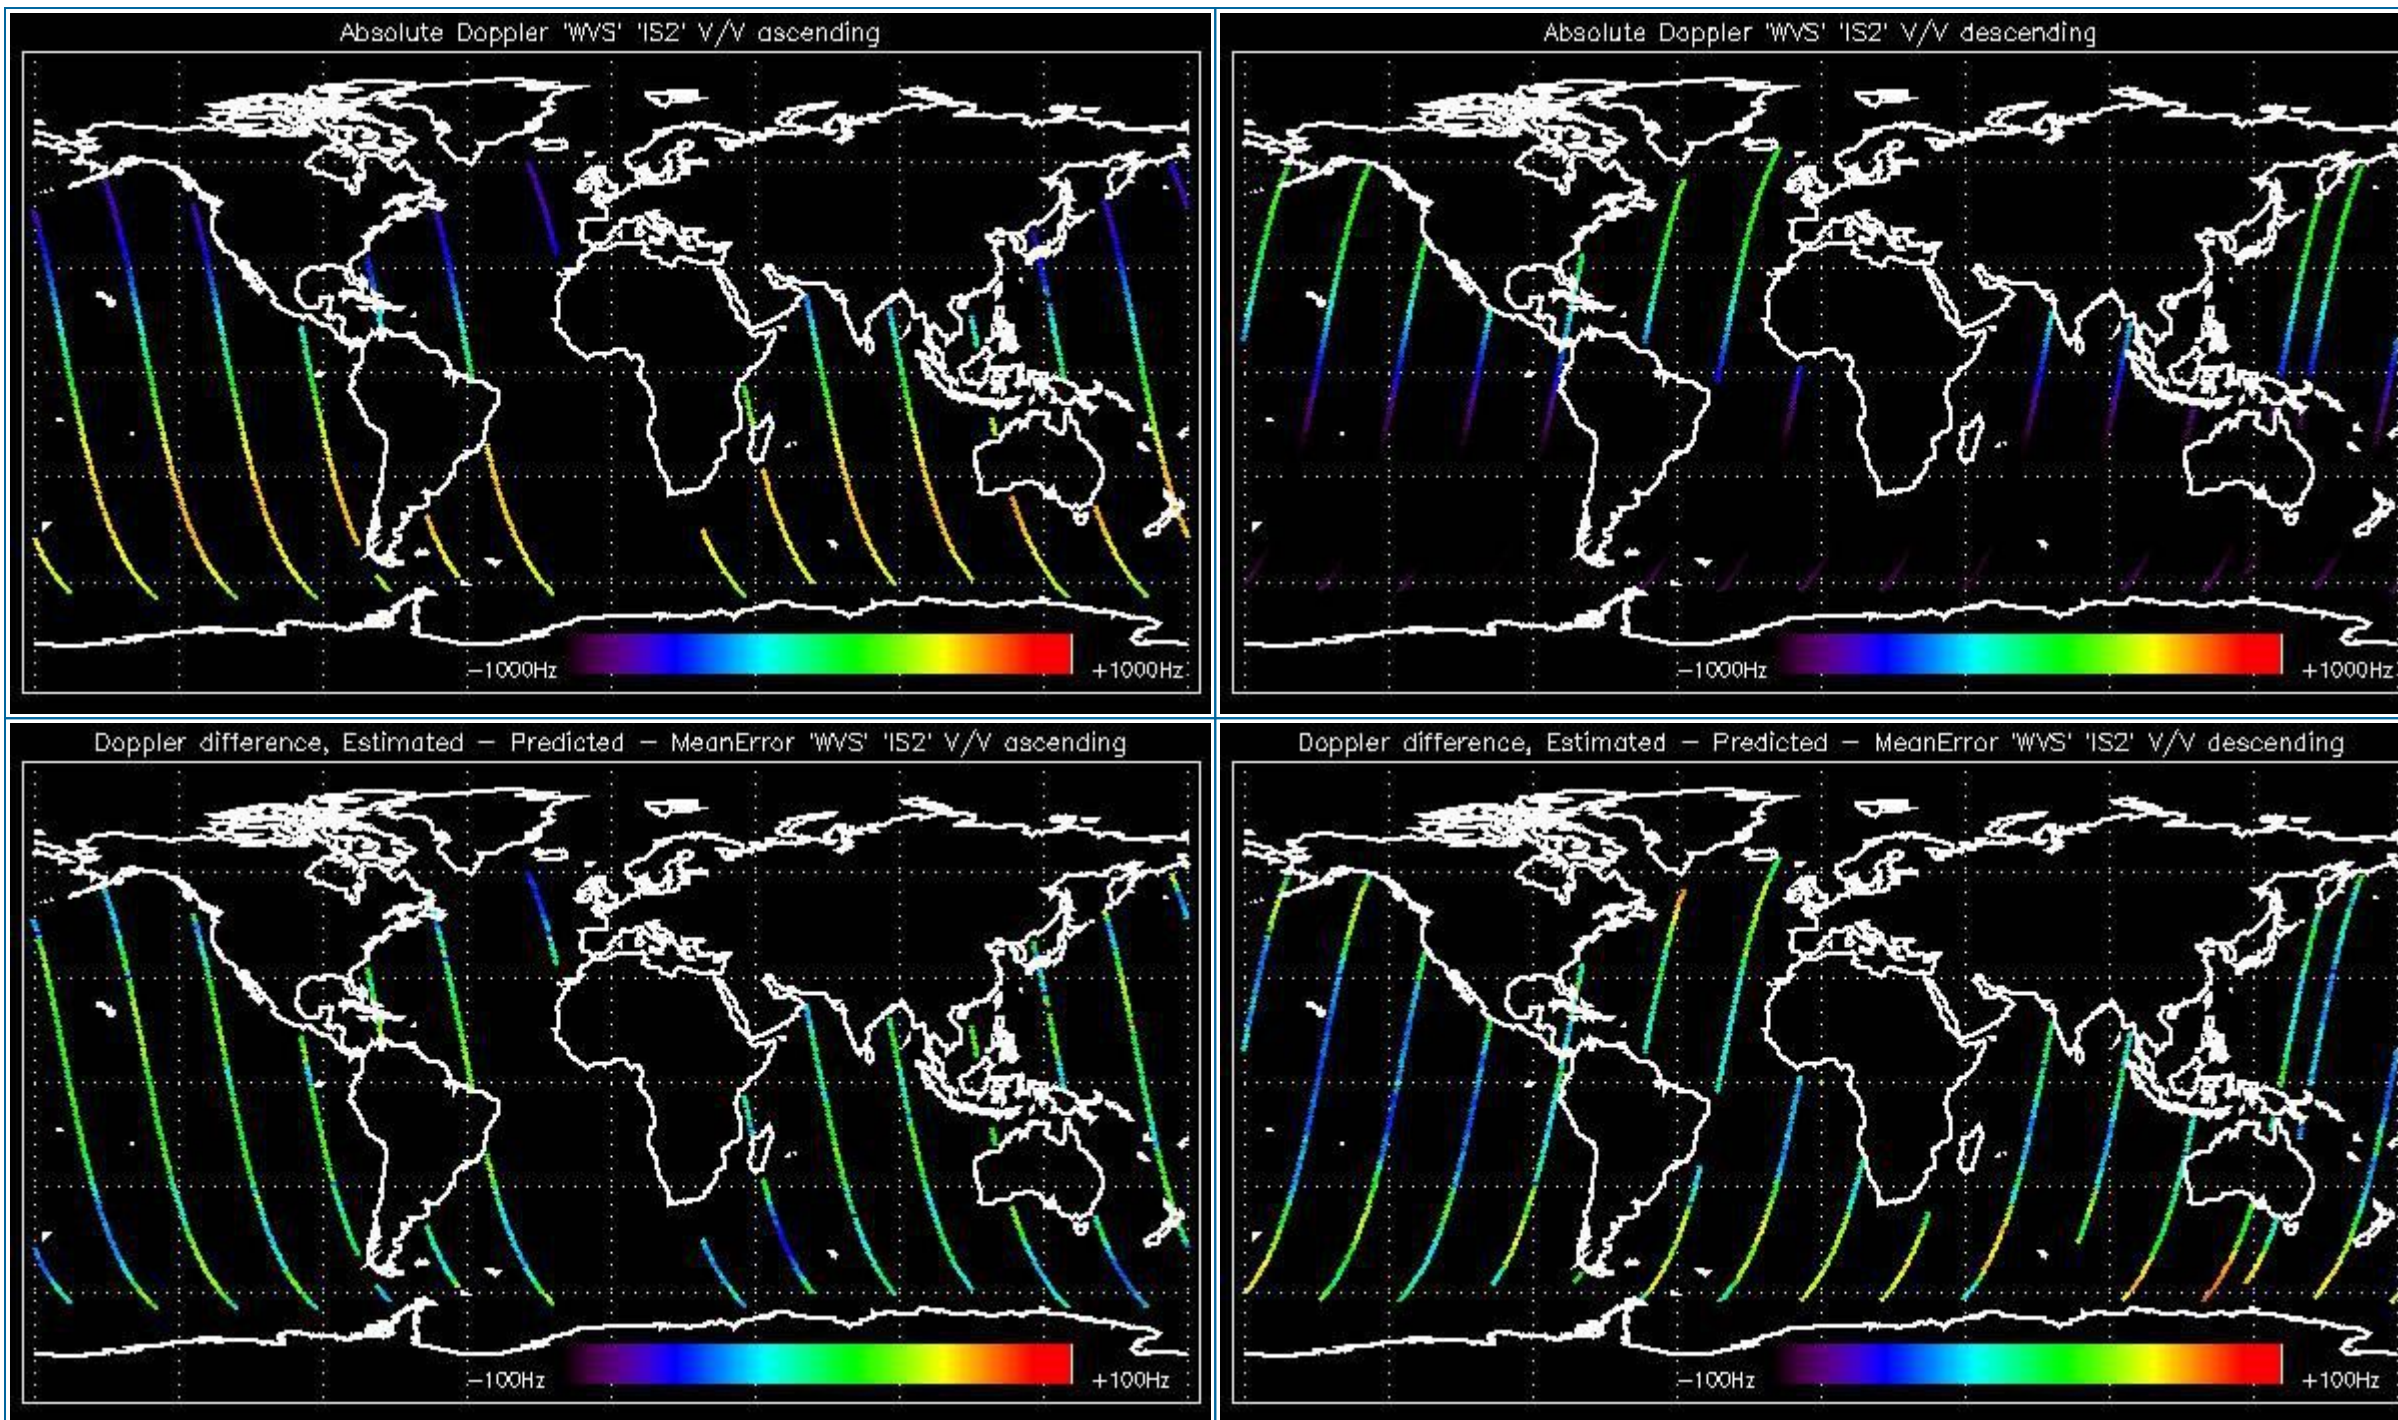 Absolute Doppler 'WVS' 'IS2' V/V ascending
-1000Hz +1000Hz
Absolute Doppler 'WVS' 'IS2' V/V descending
-1000Hz +1000Hz
Doppler difference, Estimated - Predicted - MeanError 'WVS' 'IS2' V/V ascending
-100Hz +100Hz
Doppler difference, Estimated - Predicted - MeanError 'WVS' 'IS2' V/V descending
-100Hz +100Hz